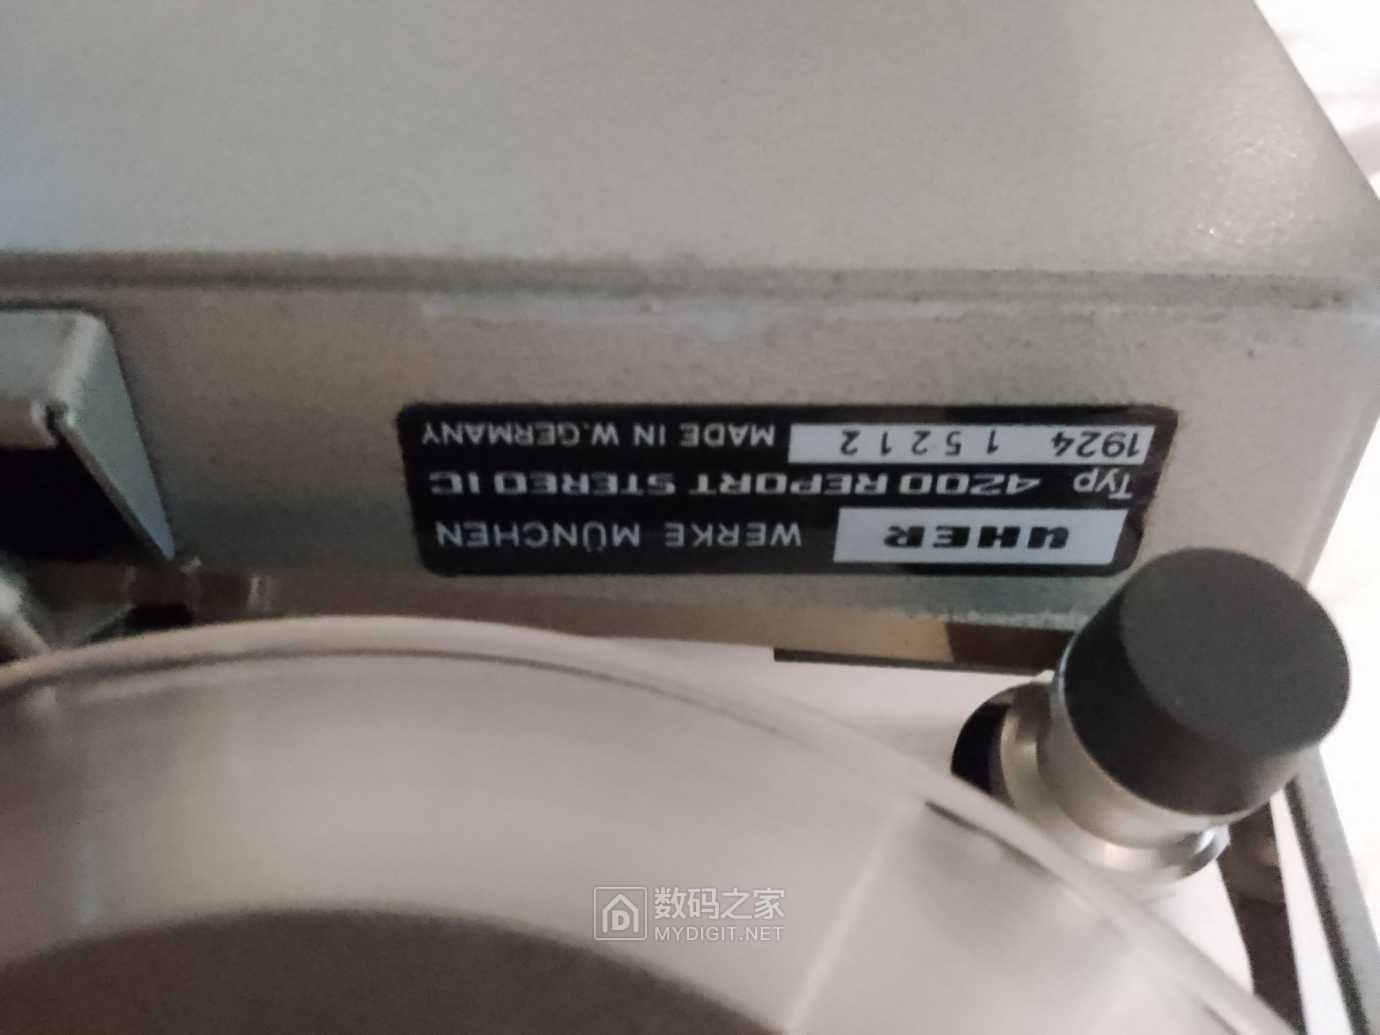 UHER WERKE MÜNCHEN
Typ 4200 REPORT STEREO IC
1924 15212 MADE IN W.GERMANY
数码之家
MYDIGIT.NET